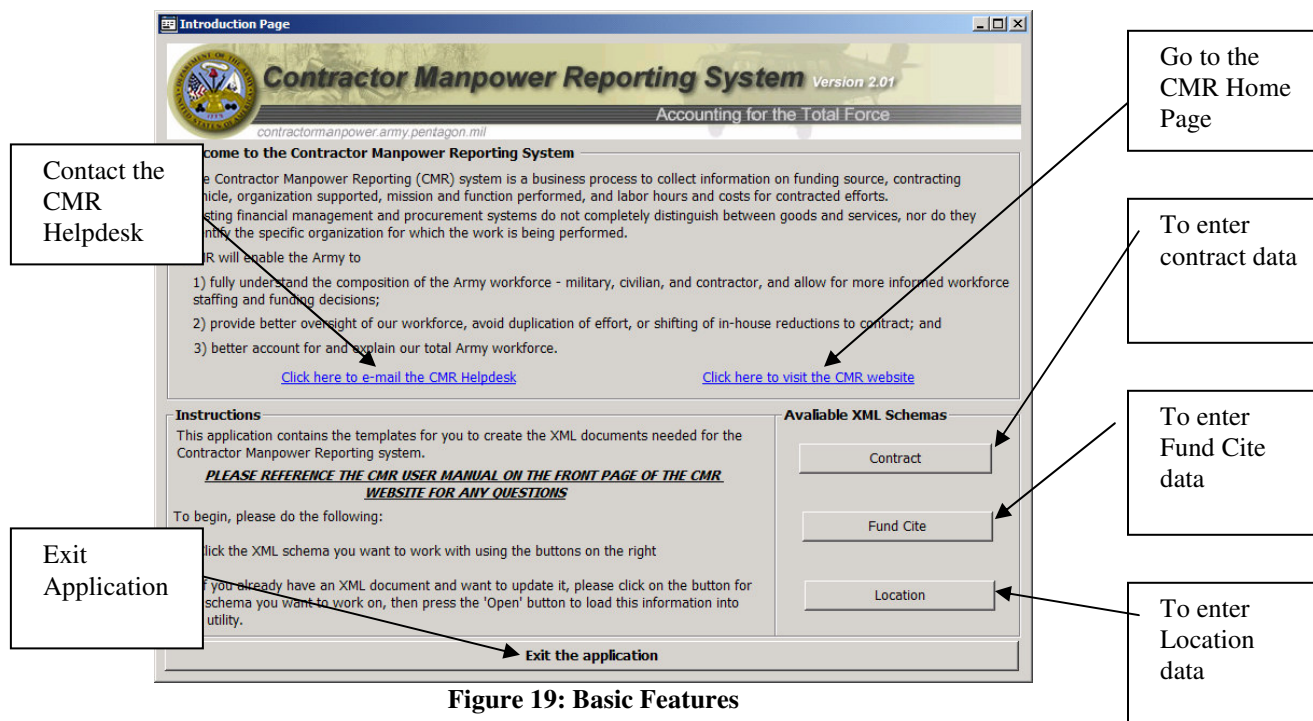 Introduction Page
Contractor Manpower Reporting System Version 2.01
Accounting for the Total Force
contractormanpower.army.pentagon.mil
come to the Contractor Manpower Reporting System
e Contractor Manpower Reporting (CMR) system is a business process to collect information on funding source, contracting
hicle, organization supported, mission and function performed, and labor hours and costs for contracted efforts.
sting financial management and procurement systems do not completely distinguish between goods and services, nor do they
ntify the specific organization for which the work is being performed.
R will enable the Army to
1) fully understand the composition of the Army workforce - military, civilian, and contractor, and allow for more informed workforce
staffing and funding decisions;
2) provide better oversight of our workforce, avoid duplication of effort, or shifting of in-house reductions to contract; and
3) better account for and explain our total Army workforce.
Click here to e-mail the CMR Helpdesk
Click here to visit the CMR website
Instructions
This application contains the templates for you to create the XML documents needed for the
Contractor Manpower Reporting system.
PLEASE REFERENCE THE CMR USER MANUAL ON THE FRONT PAGE OF THE CMR
WEBSITE FOR ANY QUESTIONS
To begin, please do the following:
lick the XML schema you want to work with using the buttons on the right
f you already have an XML document and want to update it, please click on the button for
schema you want to work on, then press the 'Open' button to load this information into
utility.
Avaliable XML Schemas
Contract
Fund Cite
Location
Exit the application
Contact the
CMR
Helpdesk
Exit
Application
Go to the
CMR Home
Page
To enter
contract data
To enter
Fund Cite
data
To enter
Location
data
Figure 19: Basic Features